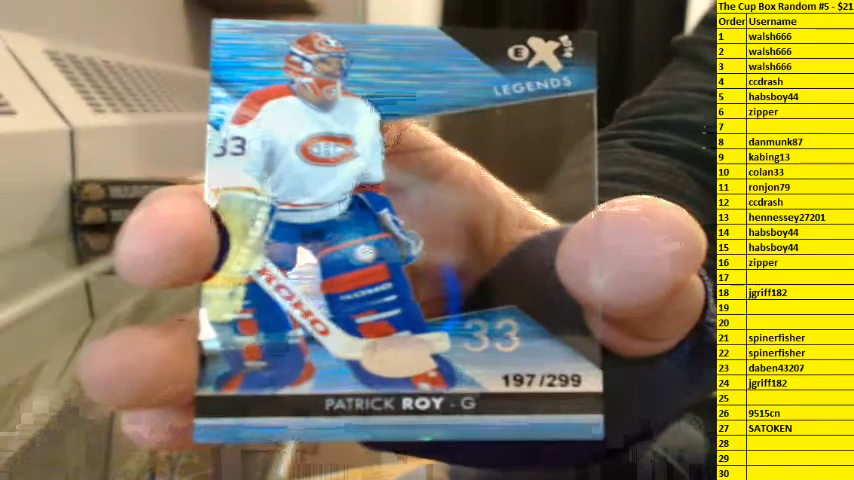 E X 2014
LEGENDS
33
KOHO
33
197/299
PATRICK ROY - G
The Cup Box Random #5 - $21
Order Username
1 walsh666
2 walsh666
3 walsh666
4 ccdrash
5 habsboy44
6 zipper
7
8 danmunk87
9 kabing13
10 colan33
11 ronjon79
12 ccdrash
13 hennessey27201
14 habsboy44
15 habsboy44
16 zipper
17
18 jgriff182
19
20
21 spinerfisher
22 spinerfisher
23 daben43207
24 jgriff182
25
26 9515cn
27 SATOKEN
28
29
30